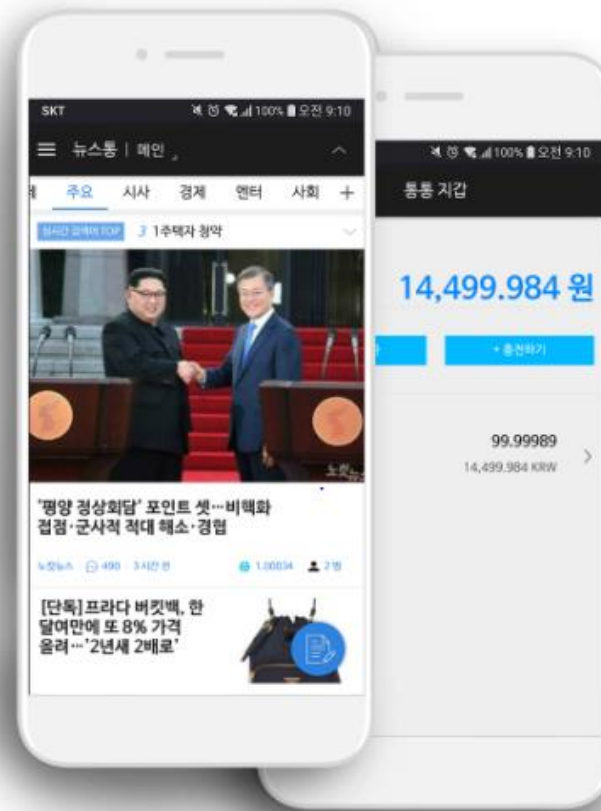 SKT
100% 오전 9:10
뉴스통 | 메인
주요 시사 경제 엔터 사회 +
실시간 검색어 TOP 3 1주택자 청약
노컷뉴스
'평양 정상회담' 포인트 셋…비핵화
접점·군사적 적대 해소·경협
노컷뉴스 490 · 3시간 전 1.00034 2명
[단독]프라다 버킷백, 한
달여만에 또 8% 가격
올려…'2년새 2배로'
100% 오전 9:10
통통 지갑
14,499.984 원
+ 충전하기
99.99989
14,499.984 KRW